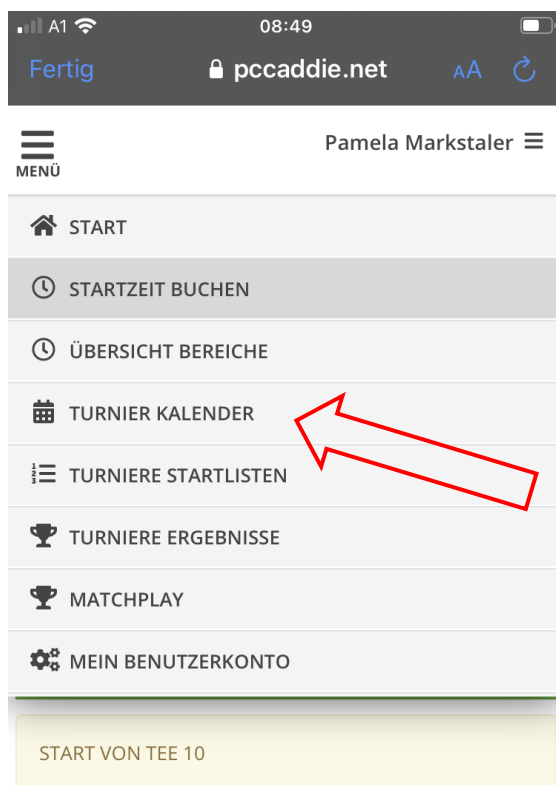 A1 08:49
Fertig pccaddie.net AA
MENÜ Pamela Markstaler
START
STARTZEIT BUCHEN
ÜBERSICHT BEREICHE
TURNIER KALENDER
TURNIERE STARTLISTEN
TURNIERE ERGEBNISSE
MATCHPLAY
MEIN BENUTZERKONTO
START VON TEE 10